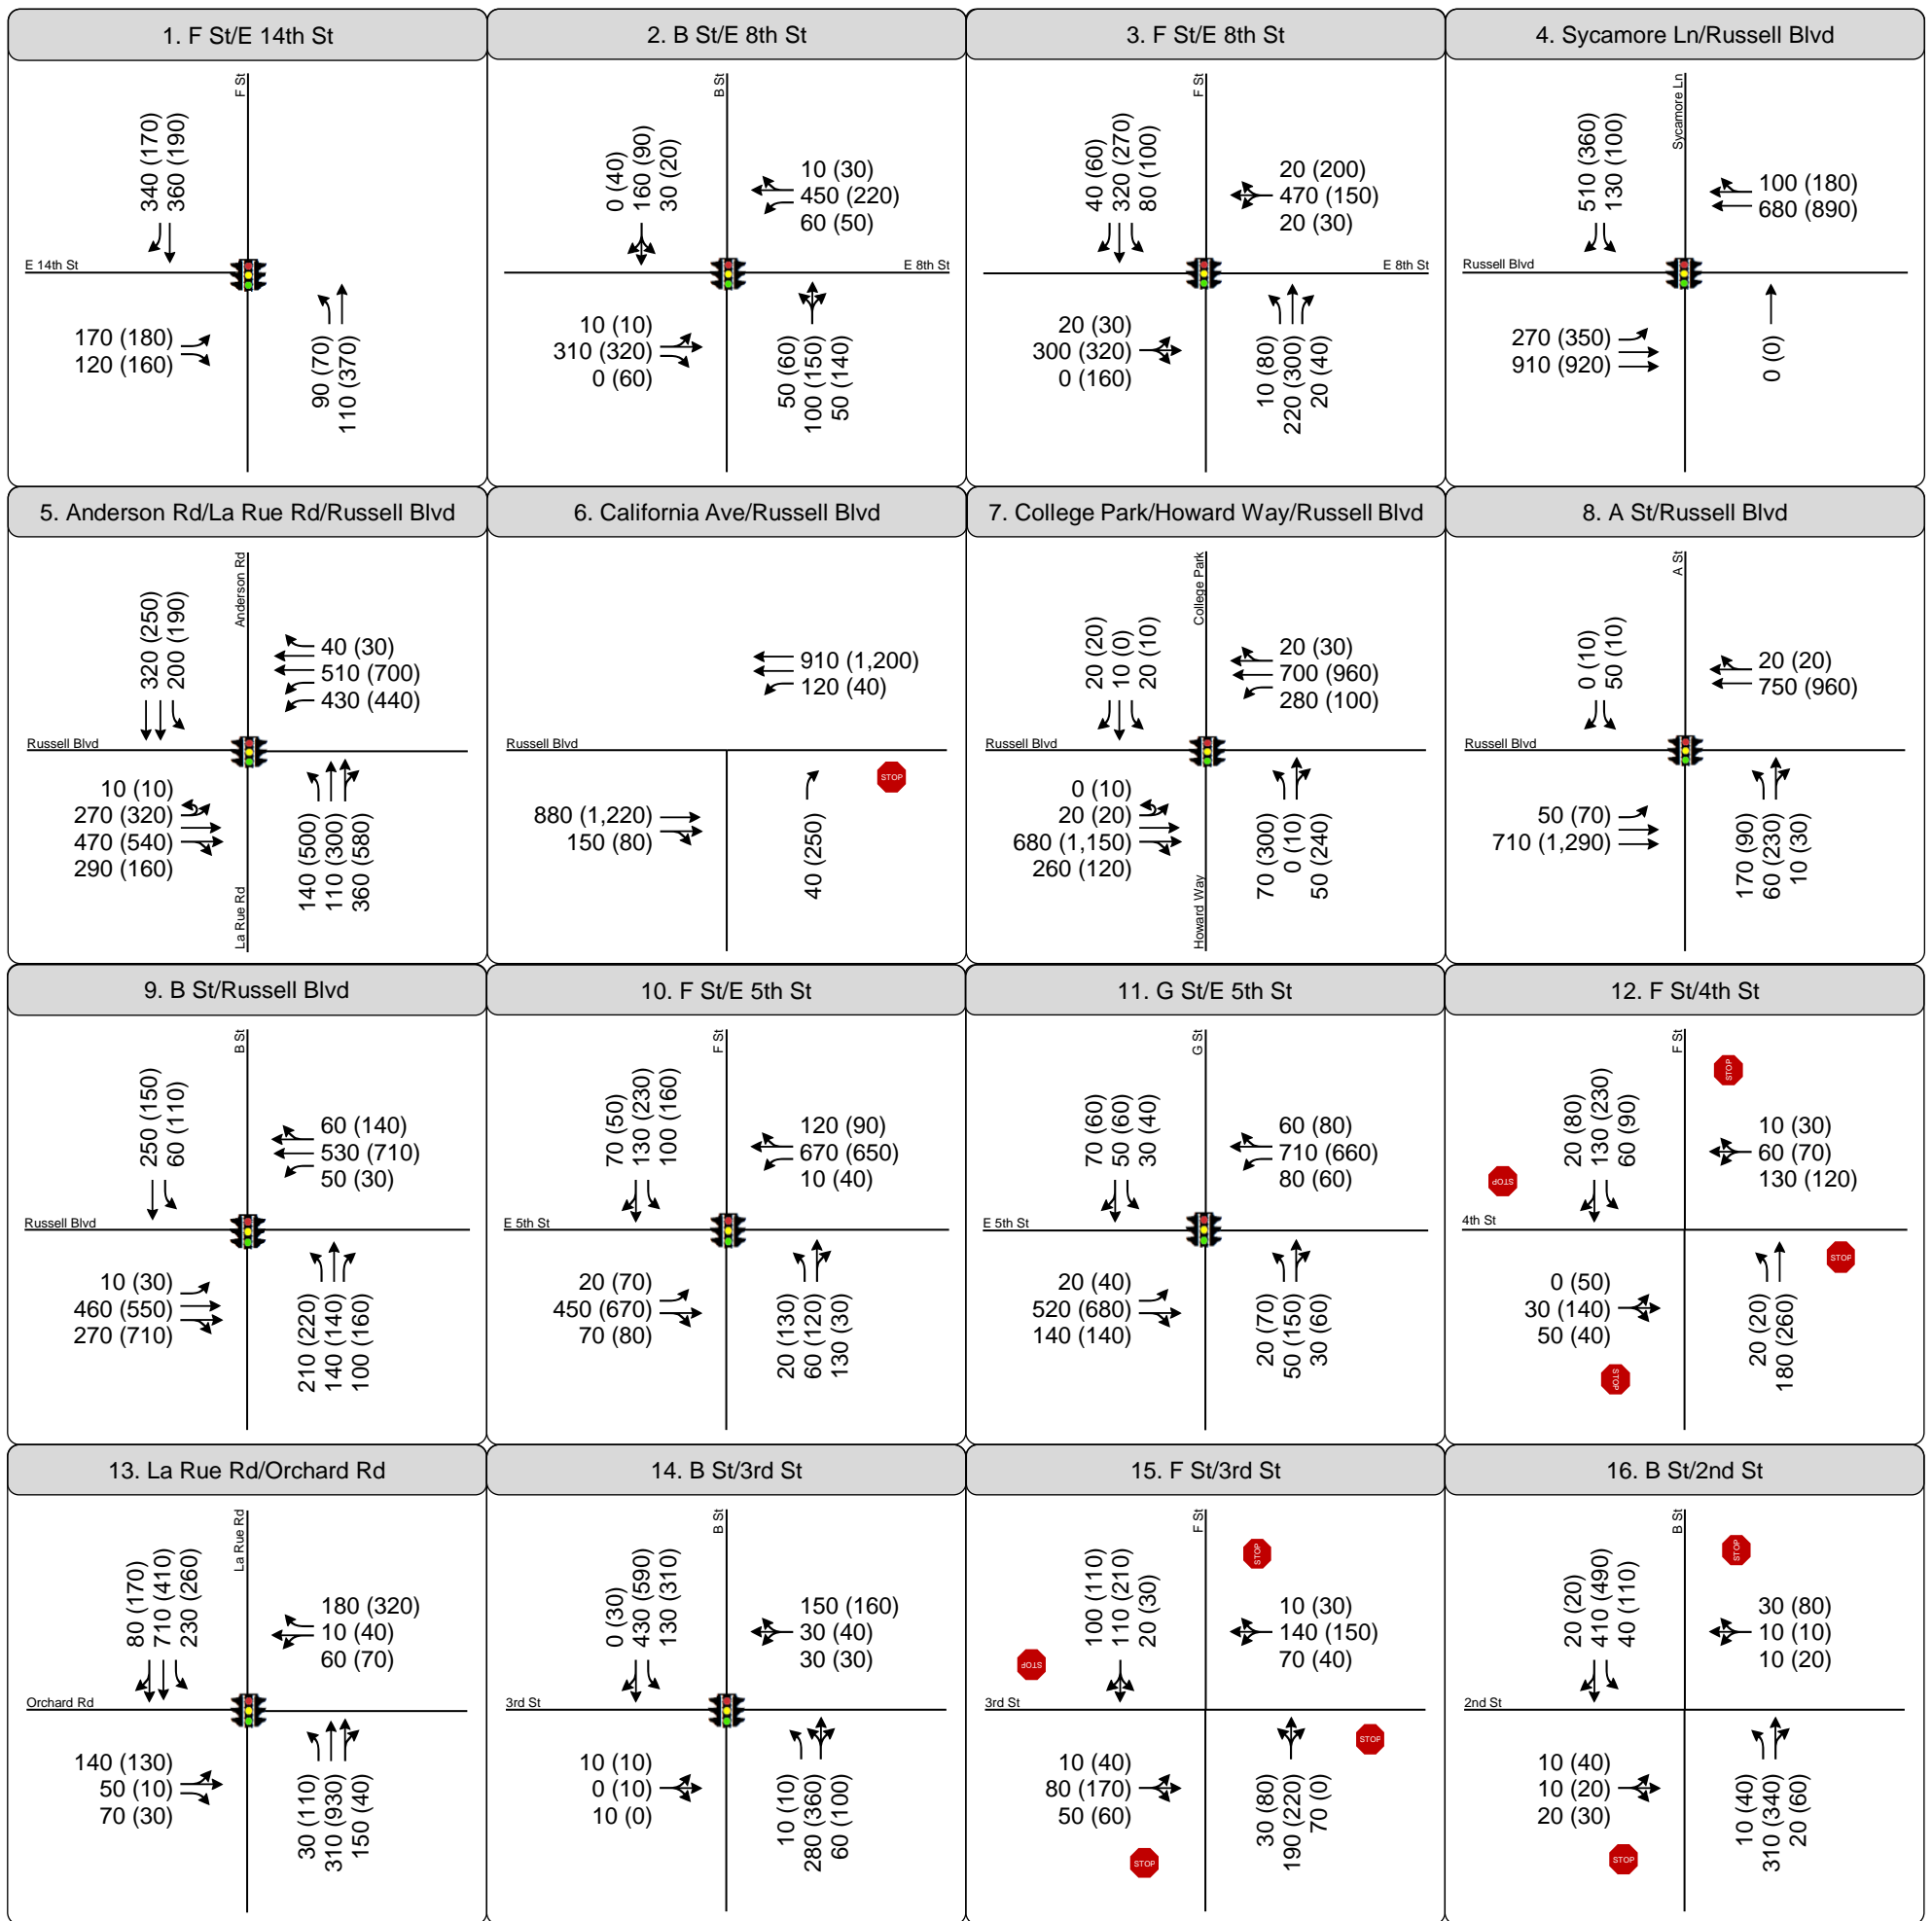 1. F St/E 14th St
F St
340 (170)
360 (190)
E 14th St
170 (180)
120 (160)
90 (70)
110 (370)
2. B St/E 8th St
B St
0 (40)
160 (90)
30 (20)
10 (30)
450 (220)
60 (50)
E 8th St
10 (10)
310 (320)
0 (60)
50 (60)
100 (150)
50 (140)
3. F St/E 8th St
F St
40 (60)
320 (270)
80 (100)
20 (200)
470 (150)
20 (30)
E 8th St
20 (30)
300 (320)
0 (160)
10 (80)
220 (300)
20 (40)
4. Sycamore Ln/Russell Blvd
Sycamore Ln
510 (360)
130 (100)
100 (180)
680 (890)
Russell Blvd
270 (350)
910 (920)
0 (0)
5. Anderson Rd/La Rue Rd/Russell Blvd
Anderson Rd
320 (250)
200 (190)
40 (30)
510 (700)
430 (440)
Russell Blvd
10 (10)
270 (320)
470 (540)
290 (160)
140 (500)
110 (300)
360 (580)
La Rue Rd
6. California Ave/Russell Blvd
910 (1,200)
120 (40)
Russell Blvd
STOP
880 (1,220)
150 (80)
40 (250)
7. College Park/Howard Way/Russell Blvd
College Park
20 (20)
10 (0)
20 (10)
20 (30)
700 (960)
280 (100)
Russell Blvd
0 (10)
20 (20)
680 (1,150)
260 (120)
70 (300)
0 (10)
50 (240)
Howard Way
8. A St/Russell Blvd
A St
0 (10)
50 (10)
20 (20)
750 (960)
Russell Blvd
50 (70)
710 (1,290)
170 (90)
60 (230)
10 (30)
9. B St/Russell Blvd
B St
250 (150)
60 (110)
60 (140)
530 (710)
50 (30)
Russell Blvd
10 (30)
460 (550)
270 (710)
210 (220)
140 (140)
100 (160)
10. F St/E 5th St
F St
70 (50)
130 (230)
100 (160)
120 (90)
670 (650)
10 (40)
E 5th St
20 (70)
450 (670)
70 (80)
20 (130)
60 (120)
130 (30)
11. G St/E 5th St
G St
70 (60)
50 (60)
30 (40)
60 (80)
710 (660)
80 (60)
E 5th St
20 (40)
520 (680)
140 (140)
20 (70)
50 (150)
30 (60)
12. F St/4th St
F St
STOP
20 (80)
130 (230)
60 (90)
10 (30)
60 (70)
130 (120)
STOP
4th St
STOP
0 (50)
30 (140)
50 (40)
20 (20)
180 (260)
STOP
13. La Rue Rd/Orchard Rd
La Rue Rd
80 (170)
710 (410)
230 (260)
180 (320)
10 (40)
60 (70)
Orchard Rd
140 (130)
50 (10)
70 (30)
30 (110)
310 (930)
150 (40)
14. B St/3rd St
B St
0 (30)
430 (590)
130 (310)
150 (160)
30 (40)
30 (30)
3rd St
10 (10)
0 (10)
10 (0)
10 (10)
280 (360)
60 (100)
15. F St/3rd St
F St
STOP
100 (110)
110 (210)
20 (30)
10 (30)
140 (150)
70 (40)
STOP
3rd St
STOP
10 (40)
80 (170)
50 (60)
30 (80)
190 (220)
70 (0)
STOP
16. B St/2nd St
B St
STOP
20 (20)
410 (490)
40 (110)
30 (80)
10 (10)
10 (20)
2nd St
10 (40)
10 (20)
20 (30)
10 (40)
310 (340)
20 (60)
STOP